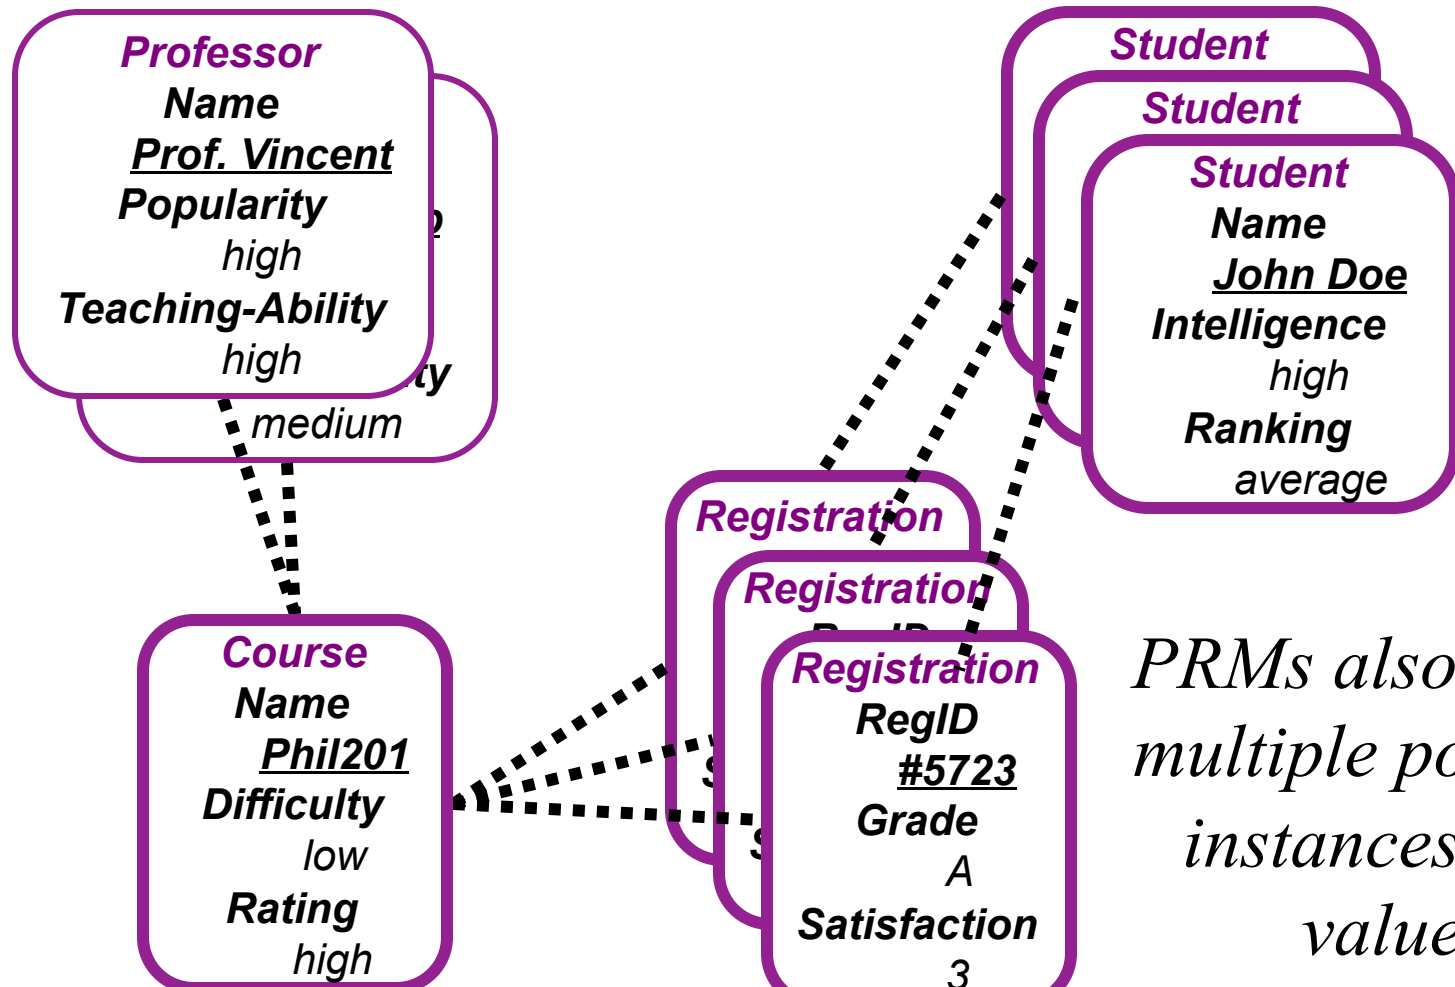 Professor
Name
Prof. Vincent
Popularity
high
Teaching-Ability
high
medium
Student
Student
Student
Name
John Doe
Intelligence
high
Ranking
average
Registration
Registration
RegID
Registration
RegID
#5723
Grade
A
Satisfaction
3
Course
Name
Phil201
Difficulty
low
Rating
high
PRMs also
multiple po
instances
value